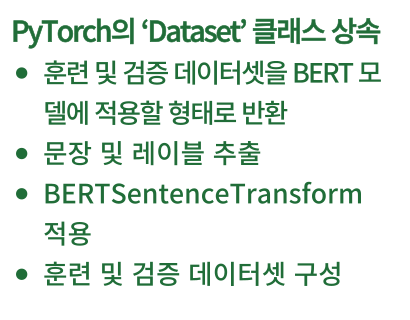 PyTorch의 ‘Dataset’ 클래스 상속
● 훈련 및 검증 데이터셋을 BERT 모
델에 적용할 형태로 반환
● 문장 및 레이블 추출
● BERTSentenceTransform
적용
● 훈련 및 검증 데이터셋 구성